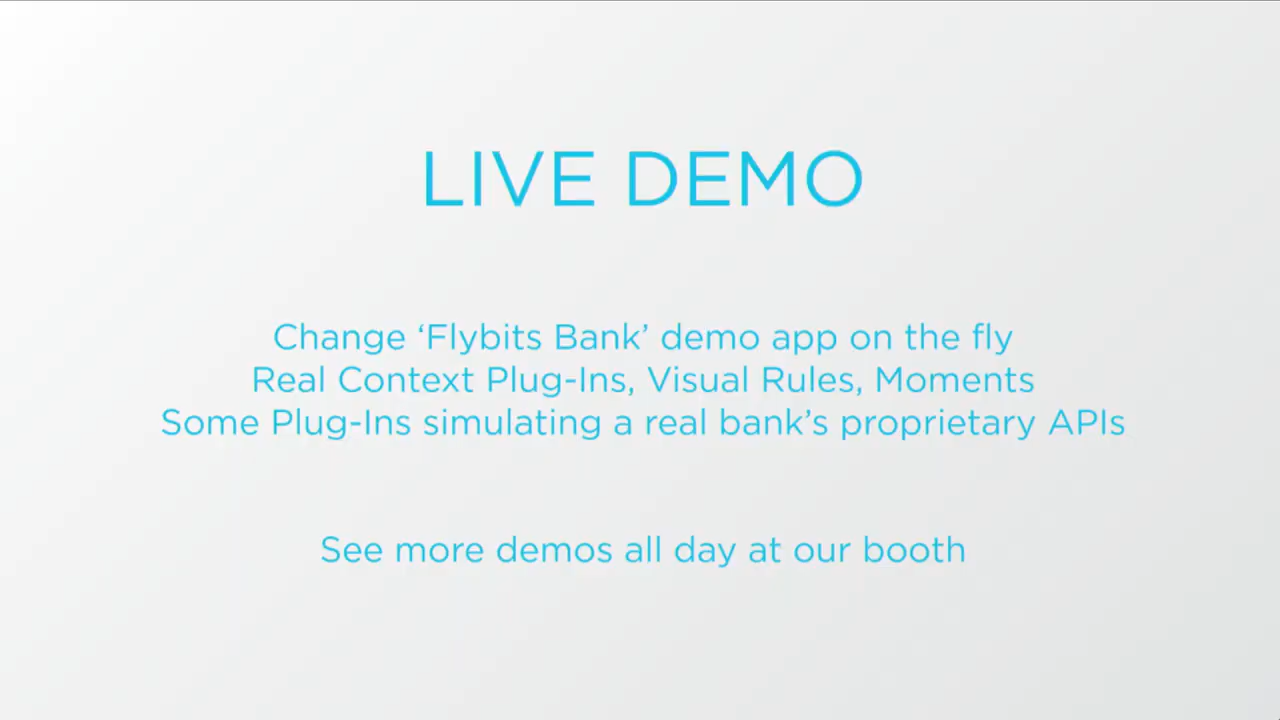 LIVE DEMO
Change ‘Flybits Bank’ demo app on the fly
Real Context Plug-Ins, Visual Rules, Moments
Some Plug-Ins simulating a real bank’s proprietary APIs
See more demos all day at our booth